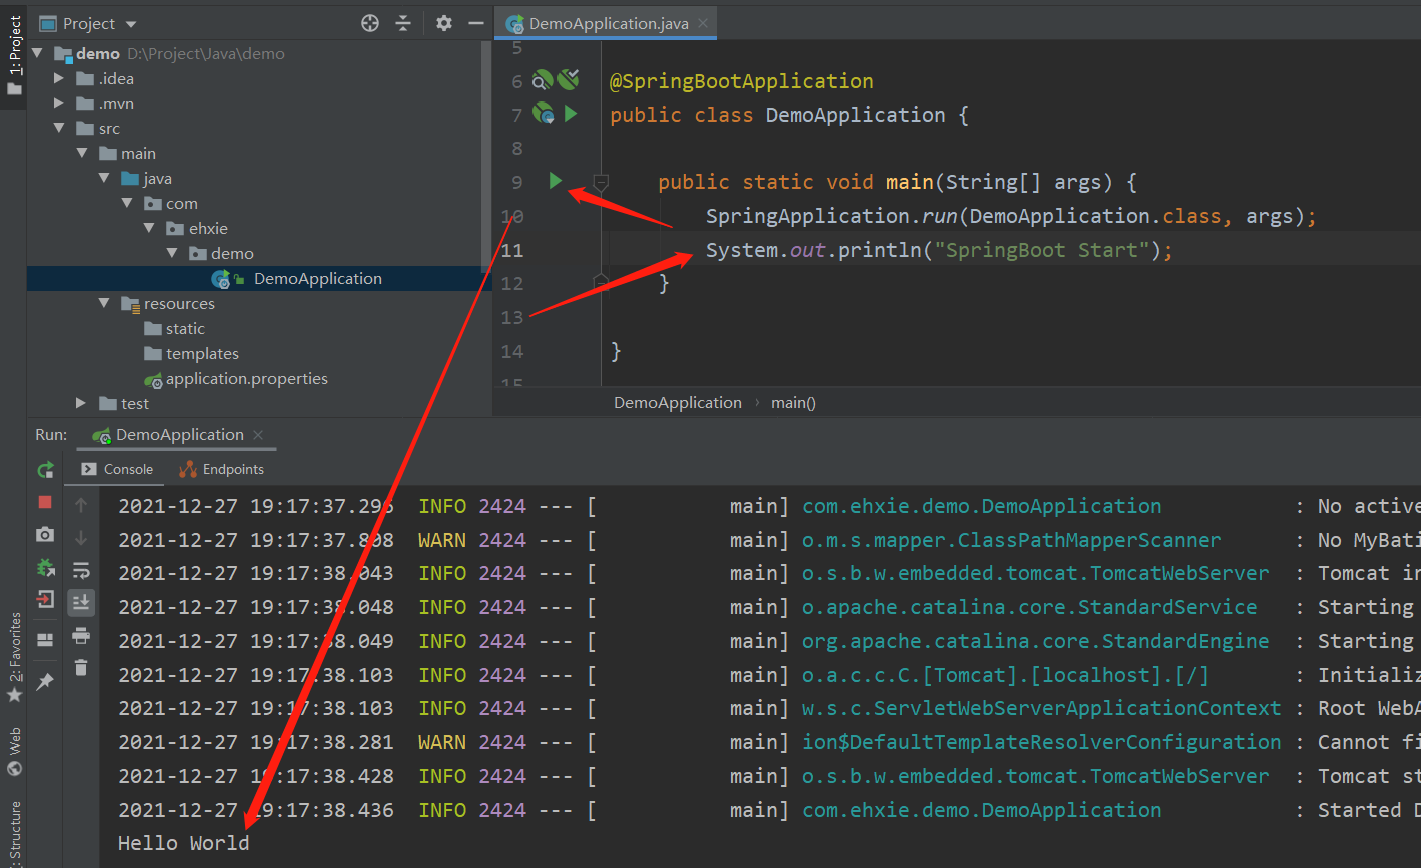 Project
DemoApplication.java
1: Project
demo D:\Project\Java\demo
.idea
.mvn
src
main
java
com
ehxie
demo
DemoApplication
resources
static
templates
application.properties
test
5
6 @SpringBootApplication
7 public class DemoApplication {
8
9 public static void main(String[] args) {
10 SpringApplication.run(DemoApplication.class, args);
11 System.out.println("SpringBoot Start");
12 }
13
14 }
15
DemoApplication › main()
Run: DemoApplication
Console Endpoints
2021-12-27 19:17:37.296 INFO 2424 --- [ main] com.ehxie.demo.DemoApplication : No active
2021-12-27 19:17:37.808 WARN 2424 --- [ main] o.m.s.mapper.ClassPathMapperScanner : No MyBati
2021-12-27 19:17:38.043 INFO 2424 --- [ main] o.s.b.w.embedded.tomcat.TomcatWebServer : Tomcat in
2021-12-27 19:17:38.048 INFO 2424 --- [ main] o.apache.catalina.core.StandardService : Starting
2021-12-27 19:17:38.049 INFO 2424 --- [ main] org.apache.catalina.core.StandardEngine : Starting
2021-12-27 19:17:38.103 INFO 2424 --- [ main] o.a.c.c.C.[Tomcat].[localhost].[/] : Initializ
2021-12-27 19:17:38.103 INFO 2424 --- [ main] w.s.c.ServletWebServerApplicationContext : Root WebA
2021-12-27 19:17:38.281 WARN 2424 --- [ main] ion$DefaultTemplateResolverConfiguration : Cannot fi
2021-12-27 19:17:38.428 INFO 2424 --- [ main] o.s.b.w.embedded.tomcat.TomcatWebServer : Tomcat st
2021-12-27 19:17:38.436 INFO 2424 --- [ main] com.ehxie.demo.DemoApplication : Started D
Hello World
2: Favorites
Web
: Structure